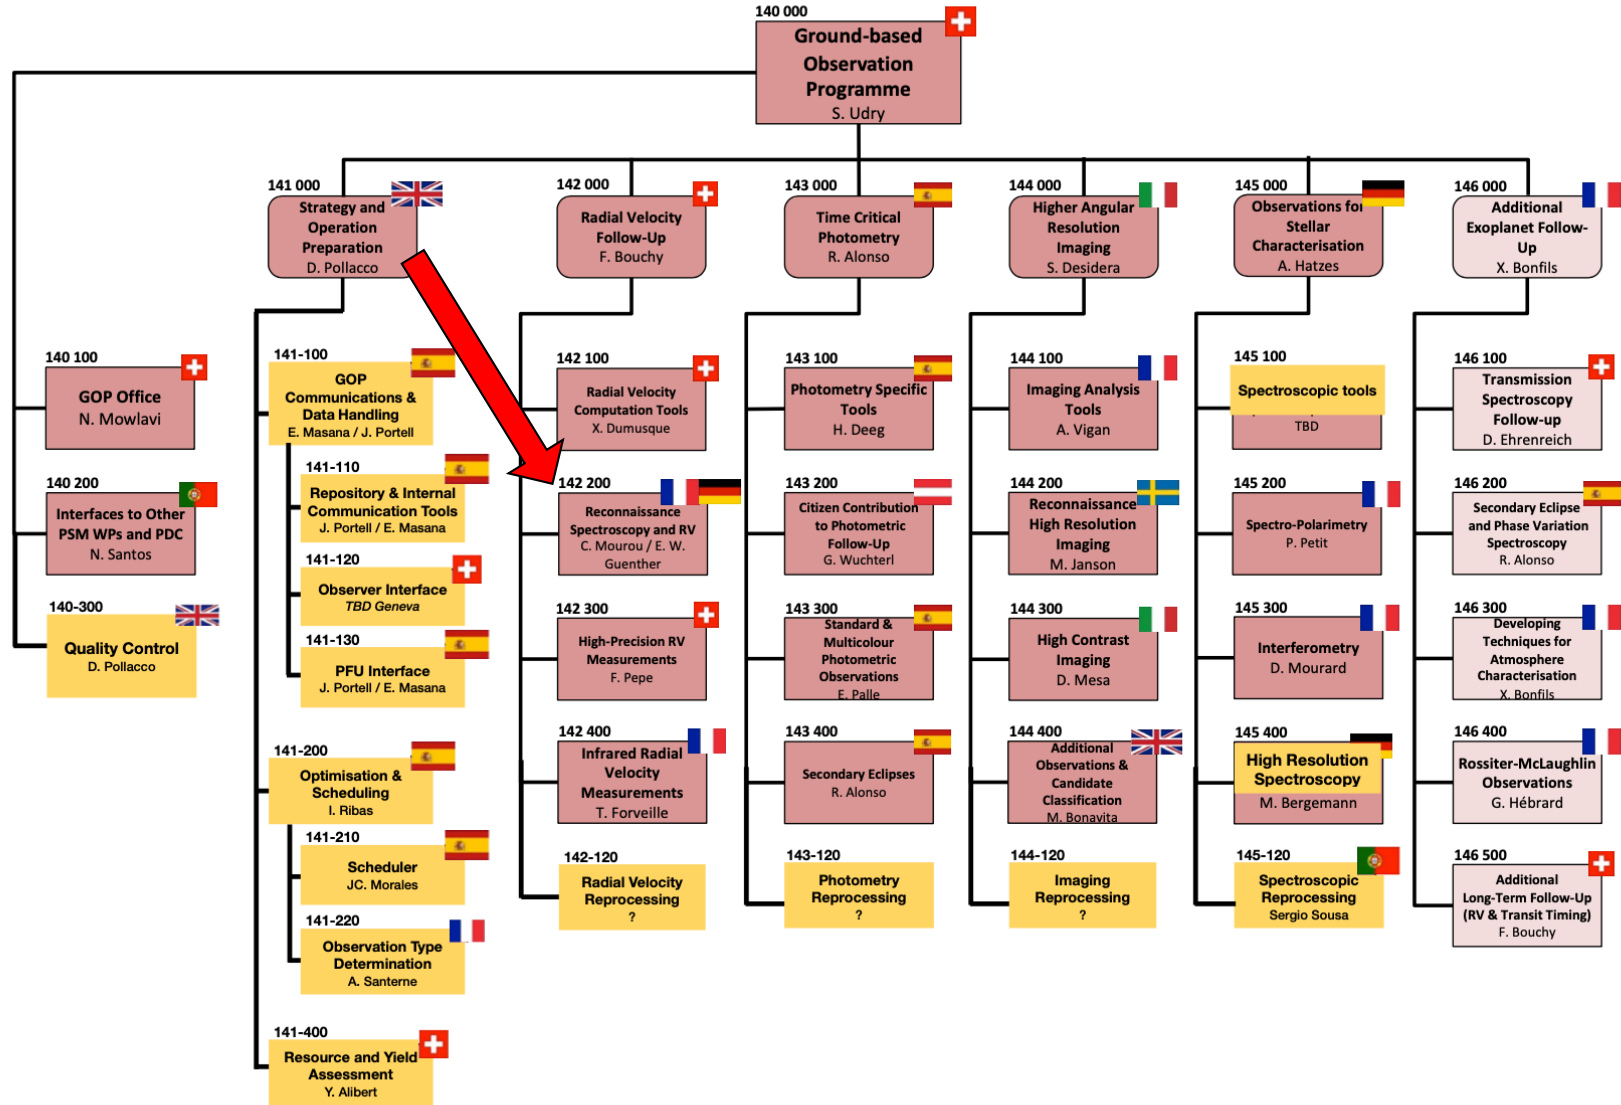 140 000
Ground-based
Observation
Programme
S. Udry
141 000
Strategy and
Operation
Preparation
D. Pollacco
142 000
Radial Velocity
Follow-Up
F. Bouchy
143 000
Time Critical
Photometry
R. Alonso
144 000
Higher Angular
Resolution
Imaging
S. Desidera
145 000
Observations for
Stellar
Characterisation
A. Hatzes
146 000
Additional
Exoplanet Follow-
Up
X. Bonfils
140 100
GOP Office
N. Mowlavi
140 200
Interfaces to Other
PSM WPs and PDC
N. Santos
140-300
Quality Control
D. Pollacco
141-100
GOP
Communications &
Data Handling
E. Masana / J. Portell
141-110
Repository & Internal
Communication Tools
J. Portell / E. Masana
141-120
Observer Interface
TBD Geneva
141-130
PFU Interface
J. Portell / E. Masana
141-200
Optimisation &
Scheduling
I. Ribas
141-210
Scheduler
JC. Morales
141-220
Observation Type
Determination
A. Santerne
141-400
Resource and Yield
Assessment
Y. Alibert
142 100
Radial Velocity
Computation Tools
X. Dumusque
142 200
Reconnaissance
Spectroscopy and RV
C. Mourou / E. W.
Guenther
142 300
High-Precision RV
Measurements
F. Pepe
142 400
Infrared Radial
Velocity
Measurements
T. Forveille
142-120
Radial Velocity
Reprocessing
?
143 100
Photometry Specific
Tools
H. Deeg
143 200
Citizen Contribution
to Photometric
Follow-Up
G. Wuchterl
143 300
Standard &
Multicolour
Photometric
Observations
E. Palle
143 400
Secondary Eclipses
R. Alonso
143-120
Photometry
Reprocessing
?
144 100
Imaging Analysis
Tools
A. Vigan
144 200
Reconnaissance
High Resolution
Imaging
M. Janson
144 300
High Contrast
Imaging
D. Mesa
144 400
Additional
Observations &
Candidate
Classification
M. Bonavita
144-120
Imaging
Reprocessing
?
145 100
Spectroscopic tools
TBD
145 200
Spectro-Polarimetry
P. Petit
145 300
Interferometry
D. Mourard
145 400
High Resolution
Spectroscopy
M. Bergemann
145-120
Spectroscopic
Reprocessing
Sergio Sousa
146 100
Transmission
Spectroscopy
Follow-up
D. Ehrenreich
146 200
Secondary Eclipse
and Phase Variation
Spectroscopy
R. Alonso
146 300
Developing
Techniques for
Atmosphere
Characterisation
X. Bonfils
146 400
Rossiter-McLaughlin
Observations
G. Hébrard
146 500
Additional
Long-Term Follow-Up
(RV & Transit Timing)
F. Bouchy